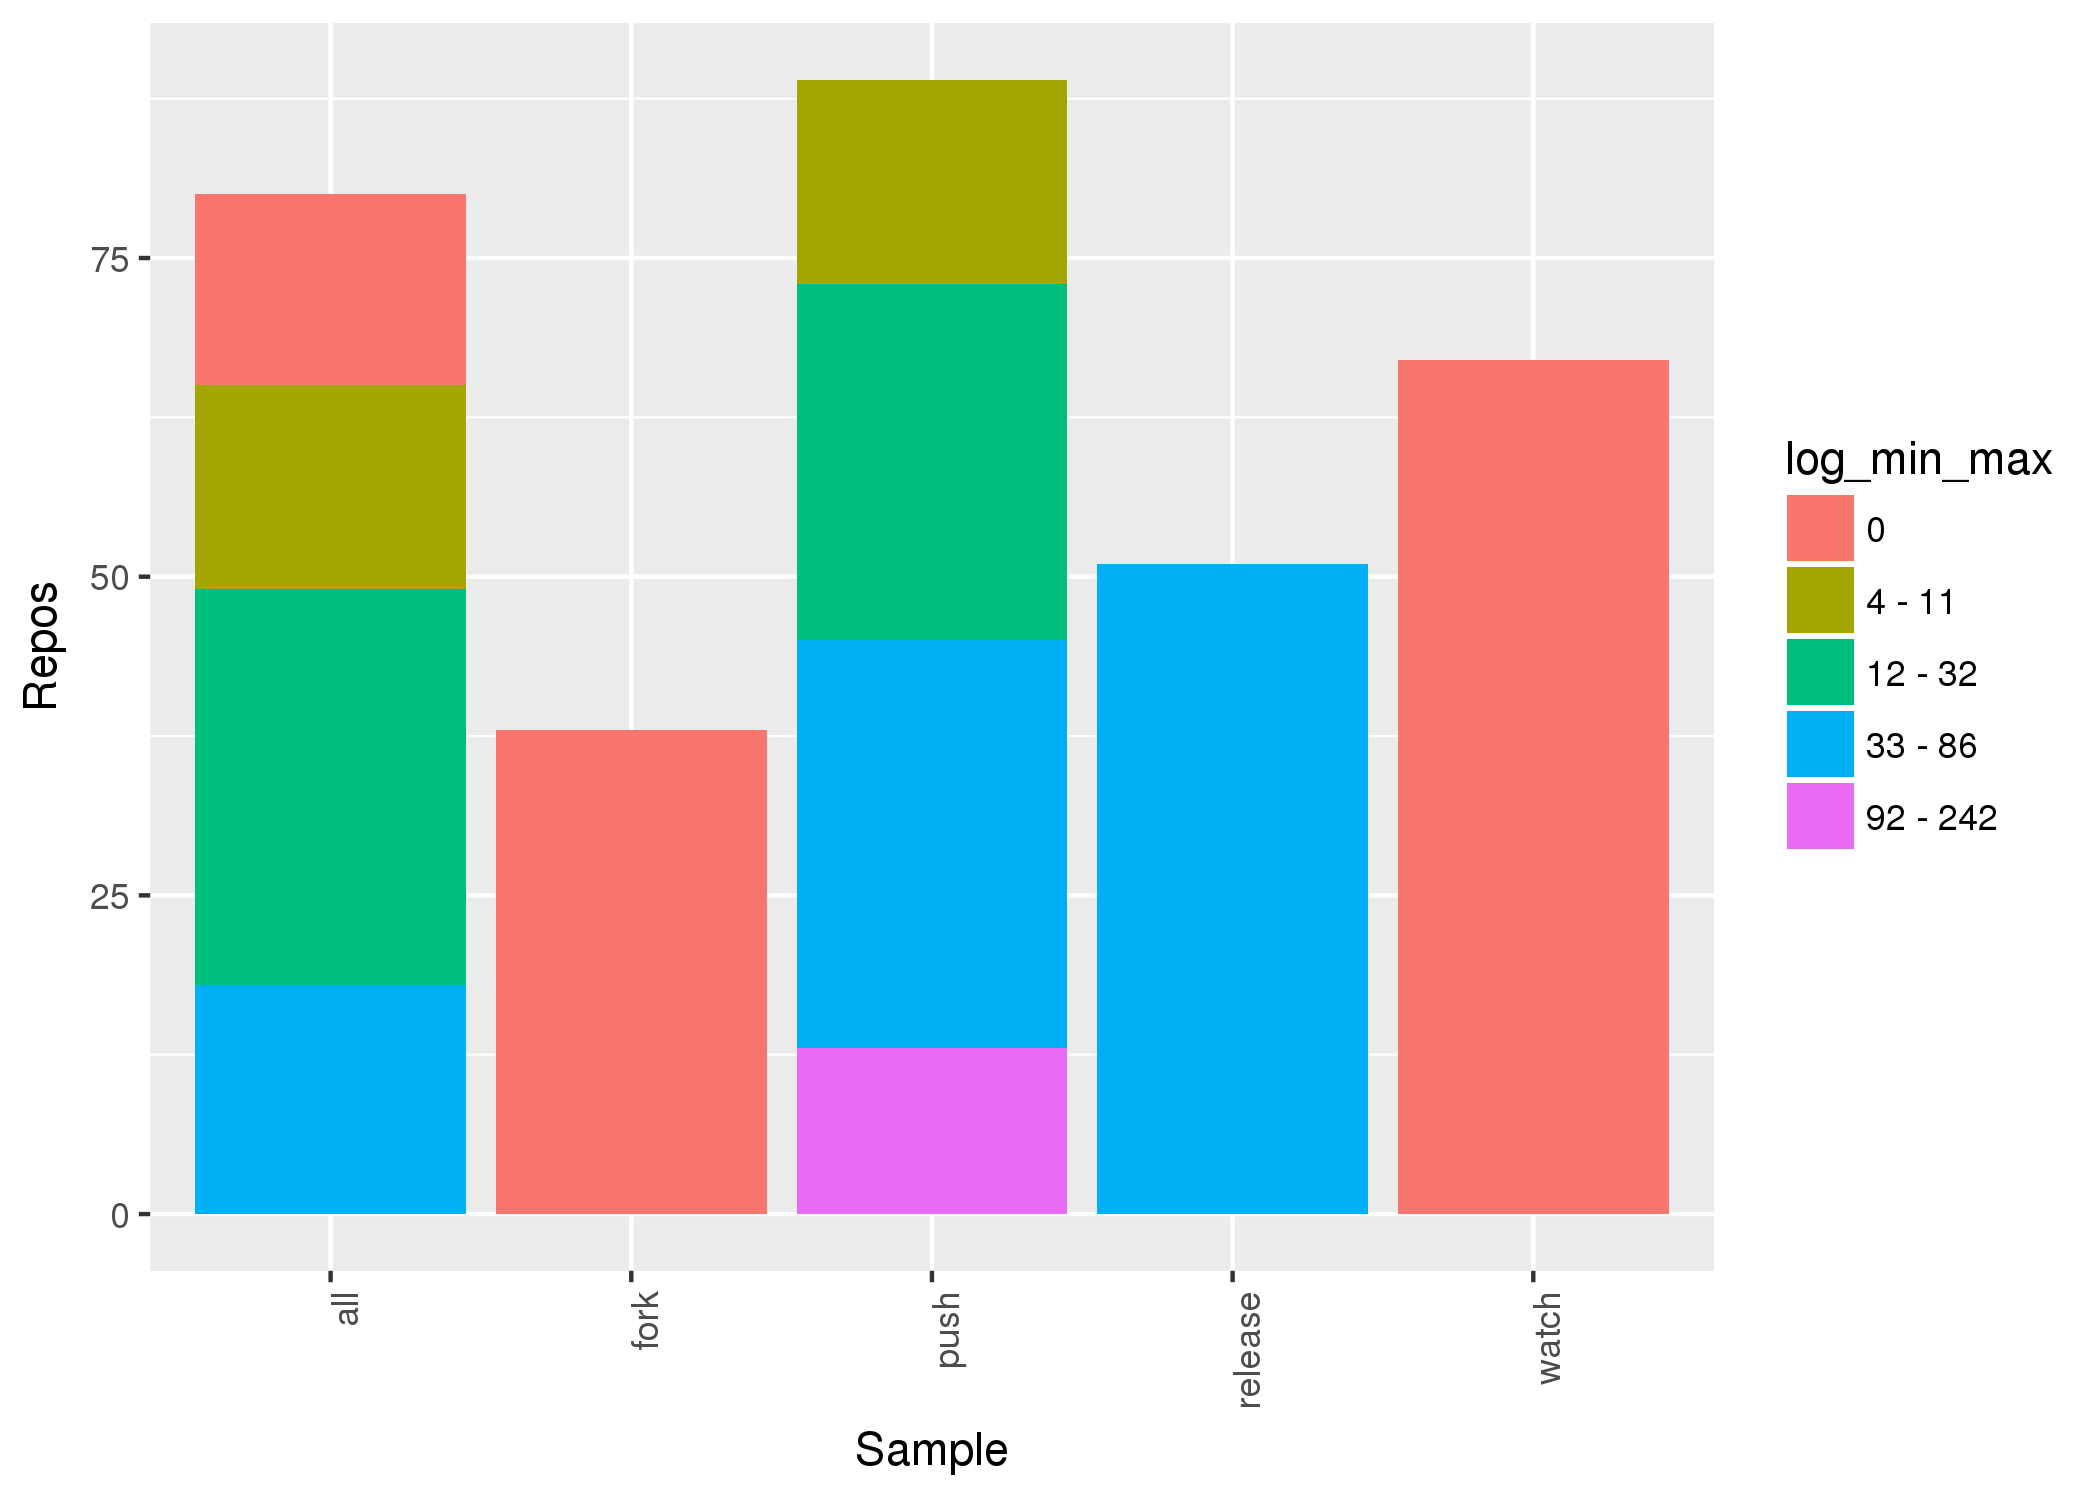 Repos
75
50
25
0
all
fork
push
release
watch
Sample
log_min_max
0
4 - 11
12 - 32
33 - 86
92 - 242